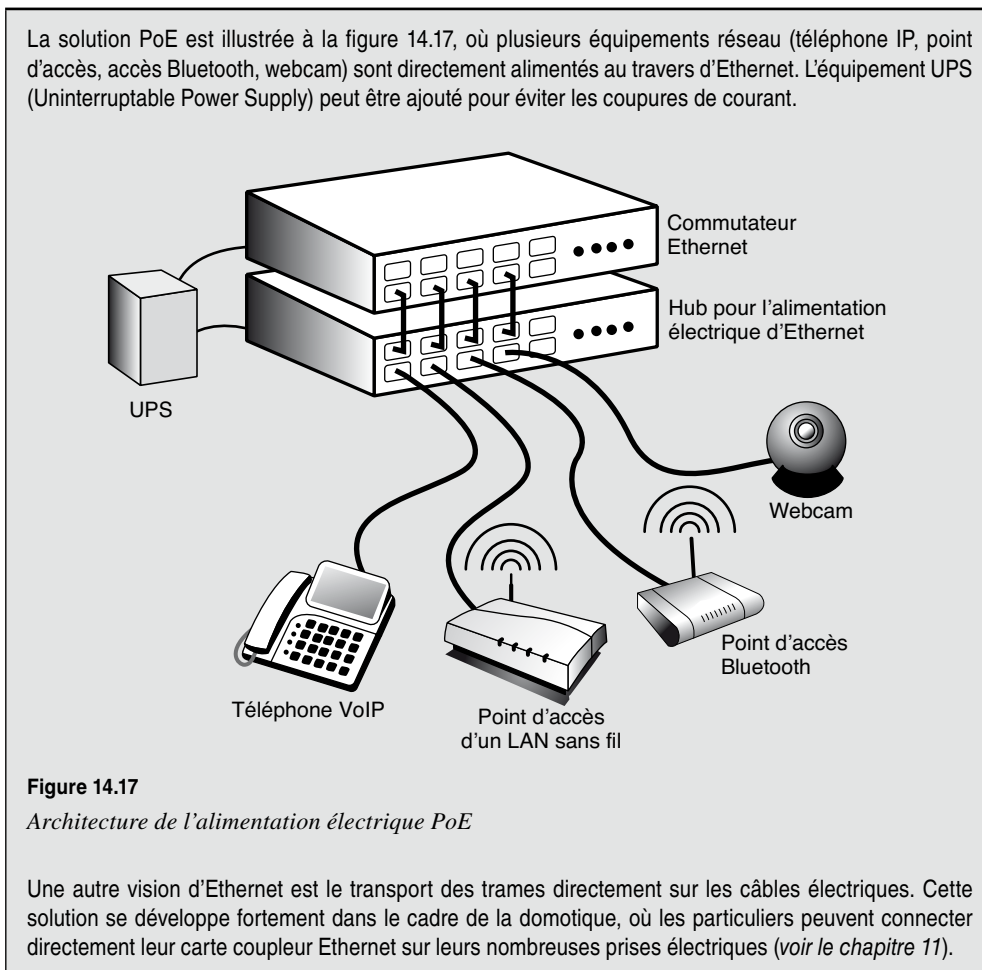 La solution PoE est illustrée à la figure 14.17, où plusieurs équipements réseau (téléphone IP, point
d’accès, accès Bluetooth, webcam) sont directement alimentés au travers d’Ethernet. L’équipement UPS
(Uninterruptable Power Supply) peut être ajouté pour éviter les coupures de courant.
Commutateur
Ethernet
Hub pour l’alimentation
électrique d’Ethernet
UPS
Webcam
Point d’accès
Bluetooth
Téléphone VoIP
Point d’accès
d’un LAN sans fil
Figure 14.17
Architecture de l’alimentation électrique PoE
Une autre vision d’Ethernet est le transport des trames directement sur les câbles électriques. Cette
solution se développe fortement dans le cadre de la domotique, où les particuliers peuvent connecter
directement leur carte coupleur Ethernet sur leurs nombreuses prises électriques (voir le chapitre 11).